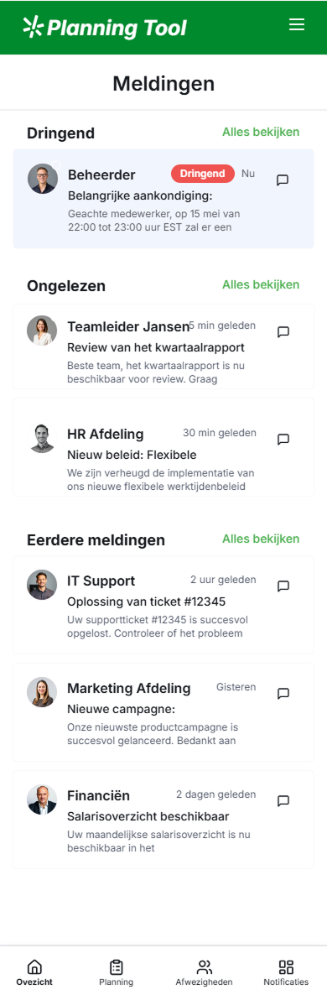 Planning Tool
Meldingen
Dringend Alles bekijken
Beheerder Dringend Nu
Belangrijke aankondiging:
Geachte medewerker, op 15 mei van
22:00 tot 23:00 uur EST zal er een
Ongelezen Alles bekijken
Teamleider Jansen 5 min geleden
Review van het kwartaalrapport
Beste team, het kwartaalrapport is nu
beschikbaar voor review. Graag
HR Afdeling 30 min geleden
Nieuw beleid: Flexibele
We zijn verheugd de implementatie van
ons nieuwe flexibele werktijdenbeleid
Eerdere meldingen Alles bekijken
IT Support 2 uur geleden
Oplossing van ticket #12345
Uw supportticket #12345 is succesvol
opgelost. Controleer of het probleem
Marketing Afdeling Gisteren
Nieuwe campagne:
Onze nieuwste productcampagne is
succesvol gelanceerd. Bedankt aan
Financiën 2 dagen geleden
Salarisoverzicht beschikbaar
Uw maandelijkse salarisoverzicht is nu
beschikbaar in het
Ovezicht Planning Afwezigheden Notificaties